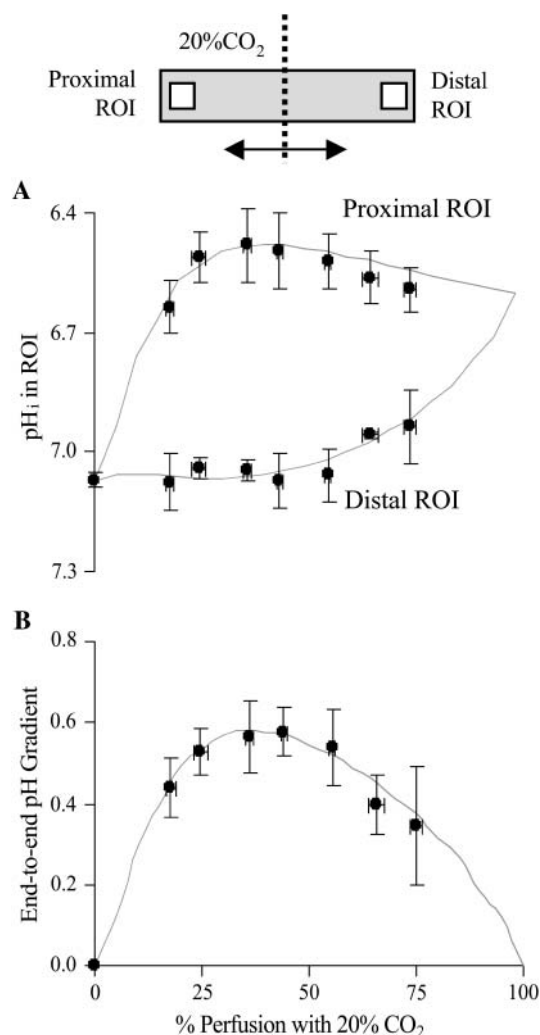 20%CO₂
Proximal
ROI
Distal
ROI
A
6.4
Proximal ROI
6.7
pHᵢ in ROI
7.0
Distal ROI
7.3
B
0.8
0.6
End-to-end pH Gradient
0.4
0.2
0.0
0 25 50 75 100
% Perfusion with 20% CO₂